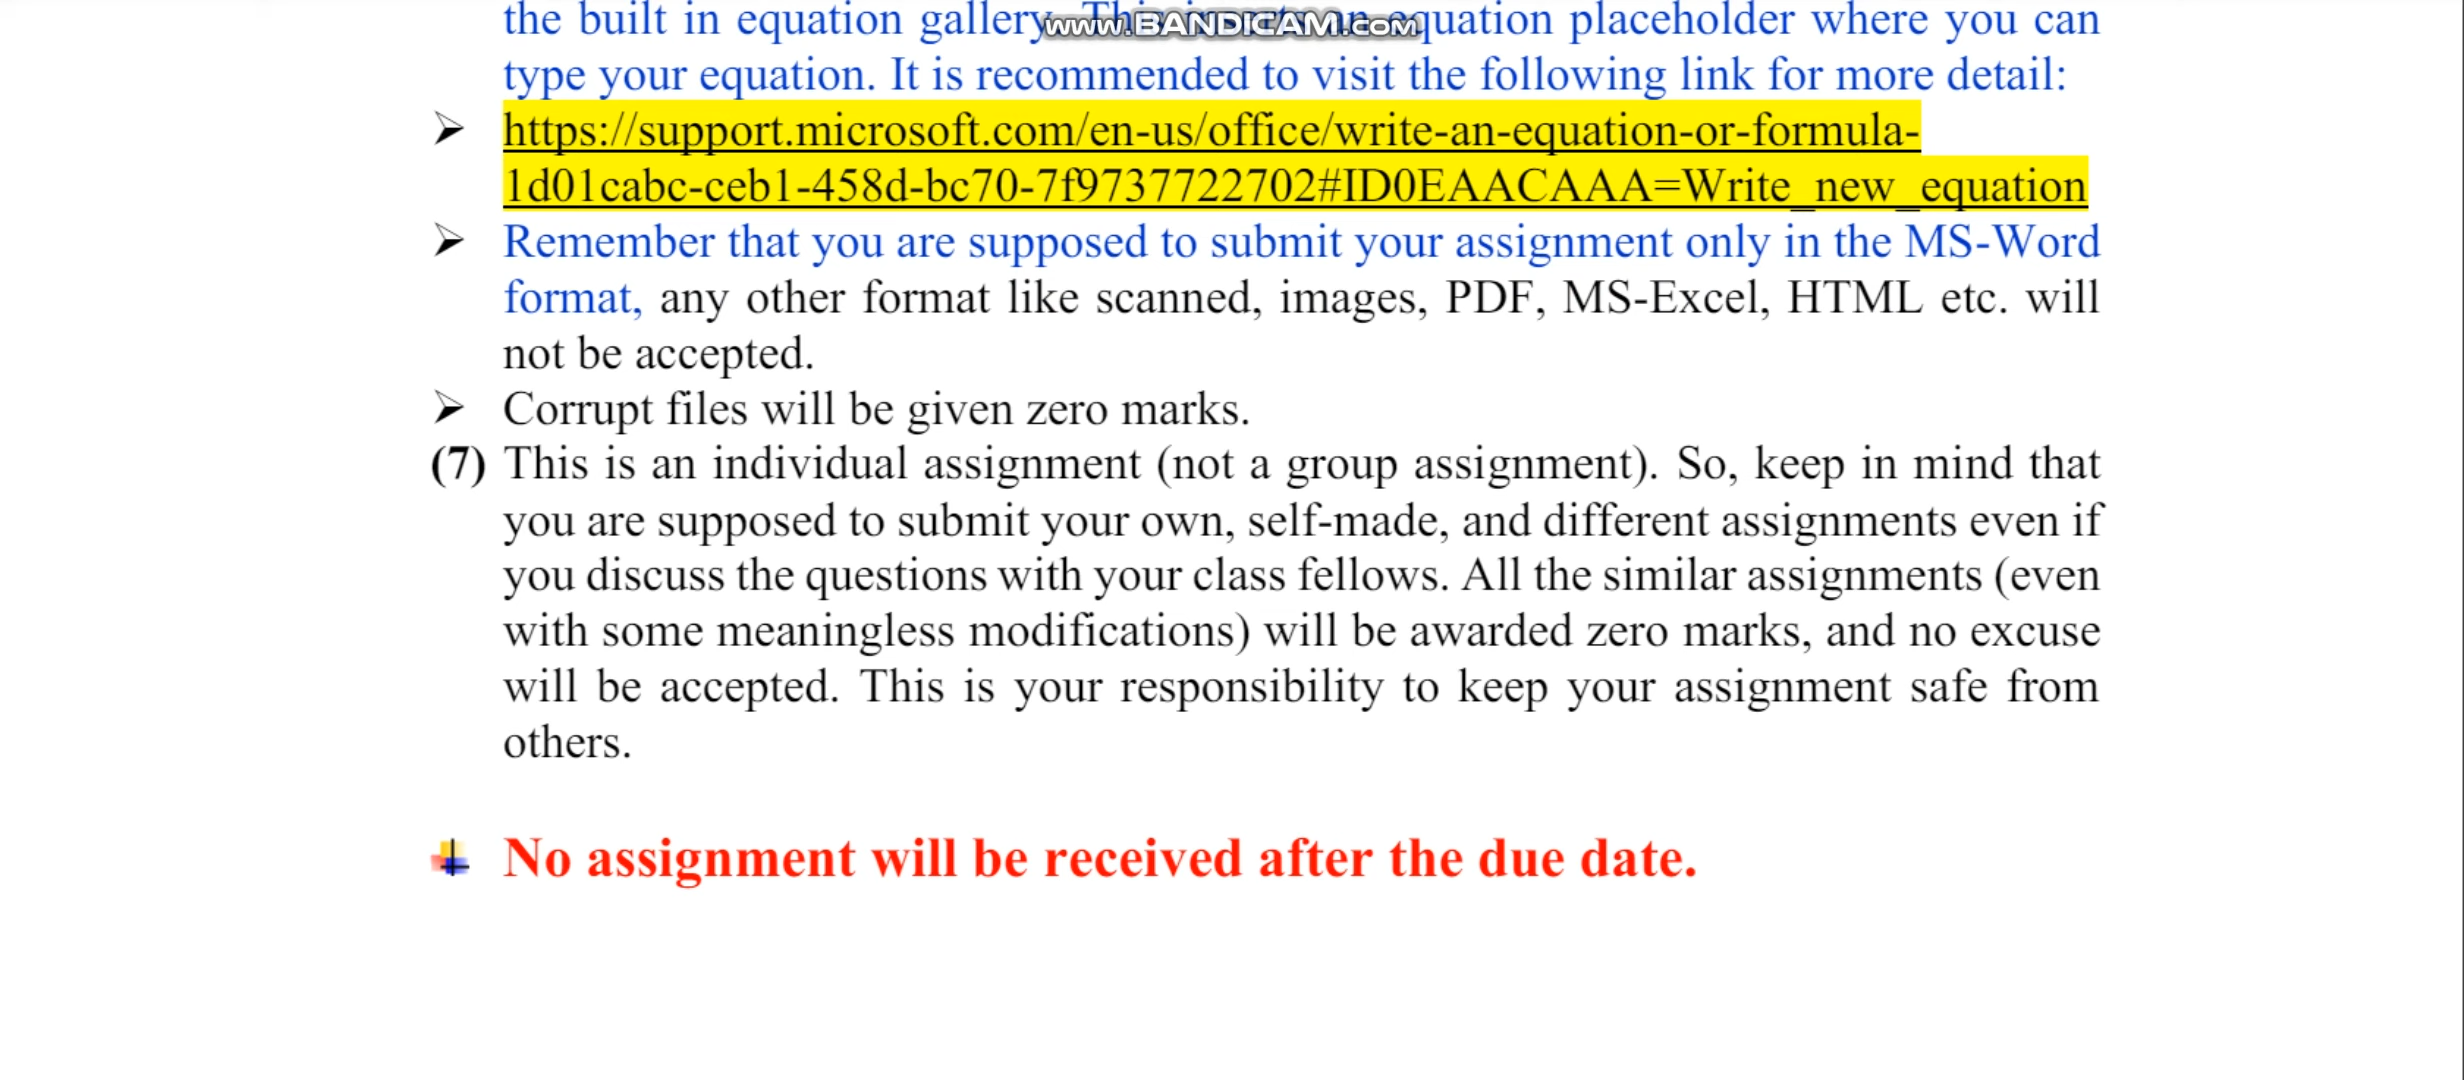 the built in equation gallery. This inserts an equation placeholder where you can
www.BANDICAM.com
type your equation. It is recommended to visit the following link for more detail:
➢ https://support.microsoft.com/en-us/office/write-an-equation-or-formula-
1d01cabc-ceb1-458d-bc70-7f9737722702#ID0EAACAAA=Write_new_equation
➢ Remember that you are supposed to submit your assignment only in the MS-Word
format, any other format like scanned, images, PDF, MS-Excel, HTML etc. will
not be accepted.
➢ Corrupt files will be given zero marks.
(7) This is an individual assignment (not a group assignment). So, keep in mind that
you are supposed to submit your own, self-made, and different assignments even if
you discuss the questions with your class fellows. All the similar assignments (even
with some meaningless modifications) will be awarded zero marks, and no excuse
will be accepted. This is your responsibility to keep your assignment safe from
others.
No assignment will be received after the due date.